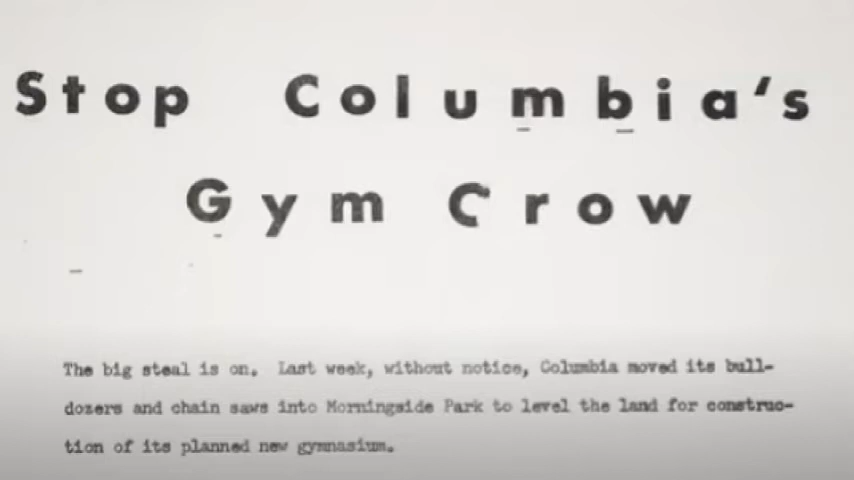 Stop Columbia's
Gym Crow
The big steal is on. Last week, without notice, Columbia moved its bull-
dozers and chain saws into Morningside Park to level the land for construc-
tion of its planned new gymnasium.